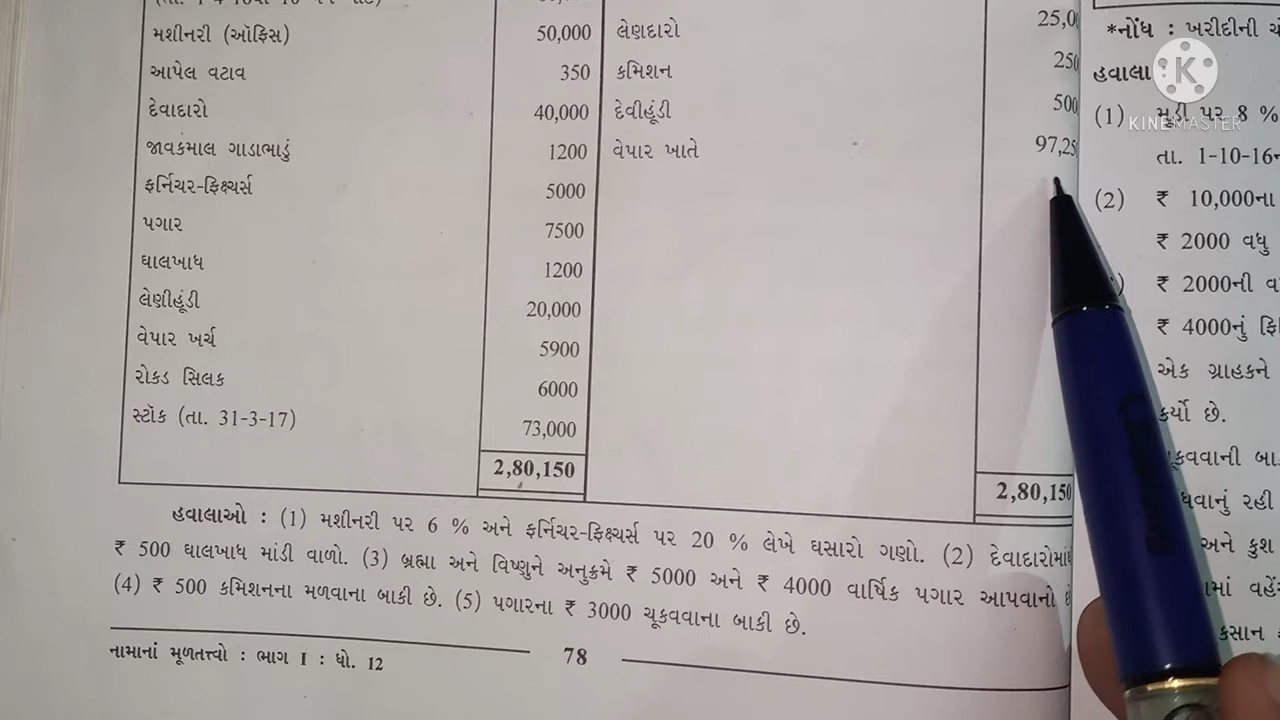 મશીનરી (ઑફિસ) 50,000 લેણદારો 25,0
આપેલ વટાવ 350 કમિશન 250
દેવાદારો 40,000 દેવીહૂંડી 500
જાવકમાલ ગાડાભાડું 1200 વેપાર ખાતે 97,25
ફર્નિચર-ફિક્ષ્ચર્સ 5000
પગાર 7500
ઘાલખાધ 1200
લેણીહૂંડી 20,000
વેપાર ખર્ચ 5900
રોકડ સિલક 6000
સ્ટૉક (તા. 31-3-17) 73,000
2,80,150 2,80,150
હવાલાઓ : (1) મશીનરી પર 6 % અને ફર્નિચર-ફિક્ષ્ચર્સ પર 20 % લેખે ઘસારો ગણો. (2) દેવાદારોમાંથ
₹ 500 ઘાલખાધ માંડી વાળો. (3) બ્રહ્મા અને વિષ્ણુને અનુક્રમે ₹ 5000 અને ₹ 4000 વાર્ષિક પગાર આપવાનો છે
(4) ₹ 500 કમિશનના મળવાના બાકી છે. (5) પગારના ₹ 3000 ચૂકવવાના બાકી છે.
નામાનાં મૂળતત્ત્વો : ભાગ I : ધો. 12 78
*નોંધ : ખરીદીની
હવાલા
(1) મૂડી પર 8 %
તા. 1-10-16
(2) ₹ 10,000ના
₹ 2000 વધુ
₹ 2000ની વ
₹ 4000નું ફિ
એક ગ્રાહકને
કર્યો છે.
ૂકવવાની બા
ધવાનું રહી
અને કુશ
માં વહેં
કસાન
K
KINEMASTER